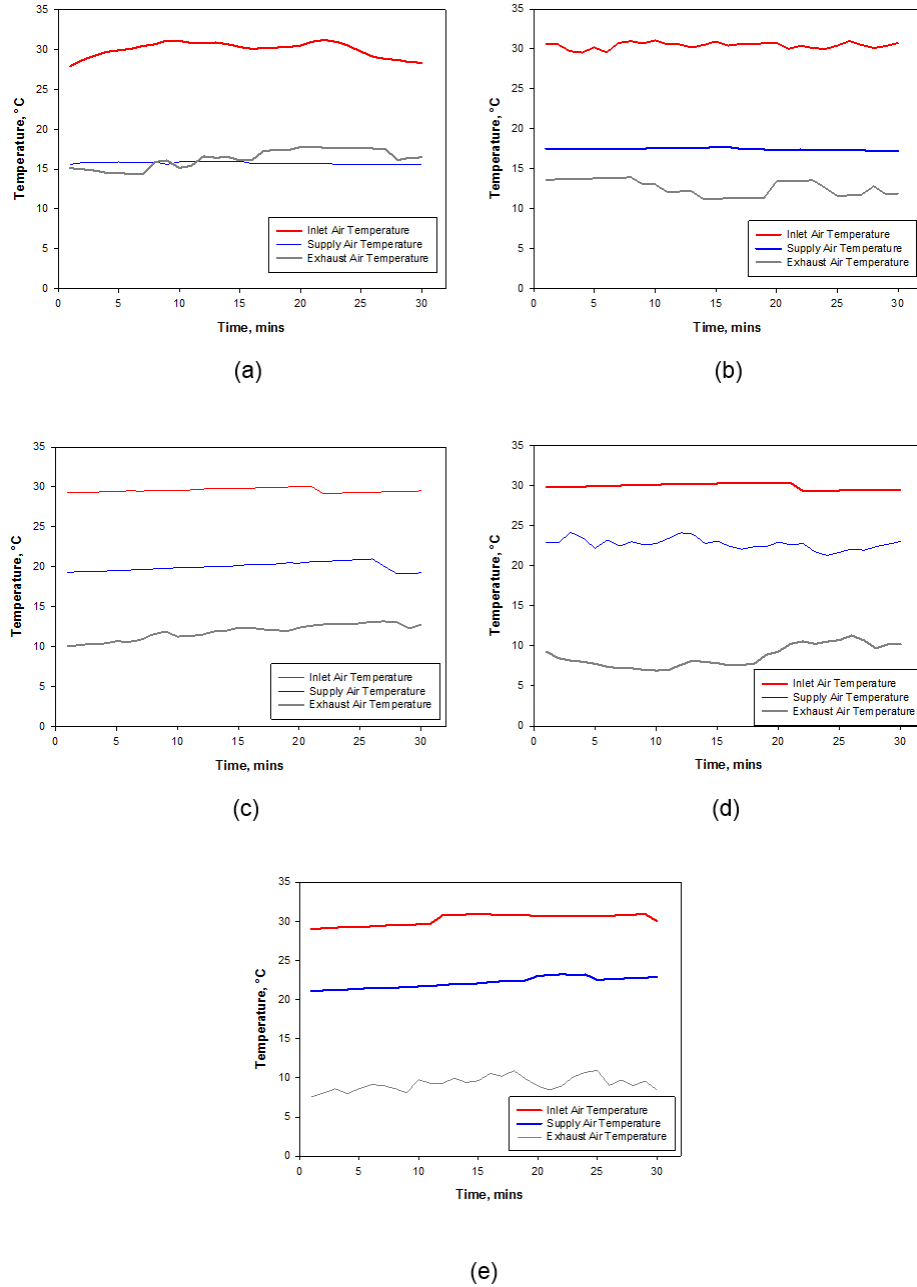 35
30
25
20
15
10
5
0
Temperature, °C
Inlet Air Temperature
Supply Air Temperature
Exhaust Air Temperature
0 5 10 15 20 25 30
Time, mins
(a)
35
30
25
20
15
10
5
0
Temperature, °C
Inlet Air Temperature
Supply Air Temperature
Exhaust Air Temperature
0 5 10 15 20 25 30
Time, mins
(b)
35
30
25
20
15
10
5
0
Temperature, °C
Inlet Air Temperature
Supply Air Temperature
Exhaust Air Temperature
0 5 10 15 20 25 30
Time, mins
(c)
35
30
25
20
15
10
5
0
Temperature, °C
Inlet Air Temperature
Supply Air Temperature
Exhaust Air Temperature
0 5 10 15 20 25 30
Time, mins
(d)
35
30
25
20
15
10
5
0
Temperature, °C
Inlet Air Temperature
Supply Air Temperature
Exhaust Air Temperature
0 5 10 15 20 25 30
Time, mins
(e)